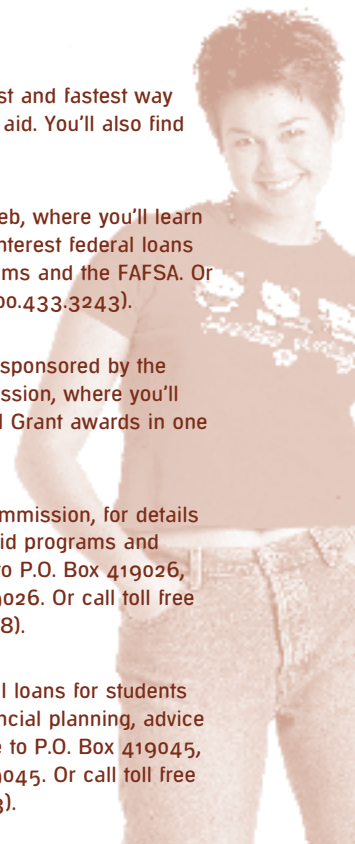 st and fastest way
aid. You'll also find
eb, where you'll learn
nterest federal loans
ms and the FAFSA. Or
00.433.3243).
sponsored by the
ssion, where you'll
l Grant awards in one
mmission, for details
id programs and
o P.O. Box 419026,
9026. Or call toll free
8).
l loans for students
ncial planning, advice
e to P.O. Box 419045,
9045. Or call toll free
3).